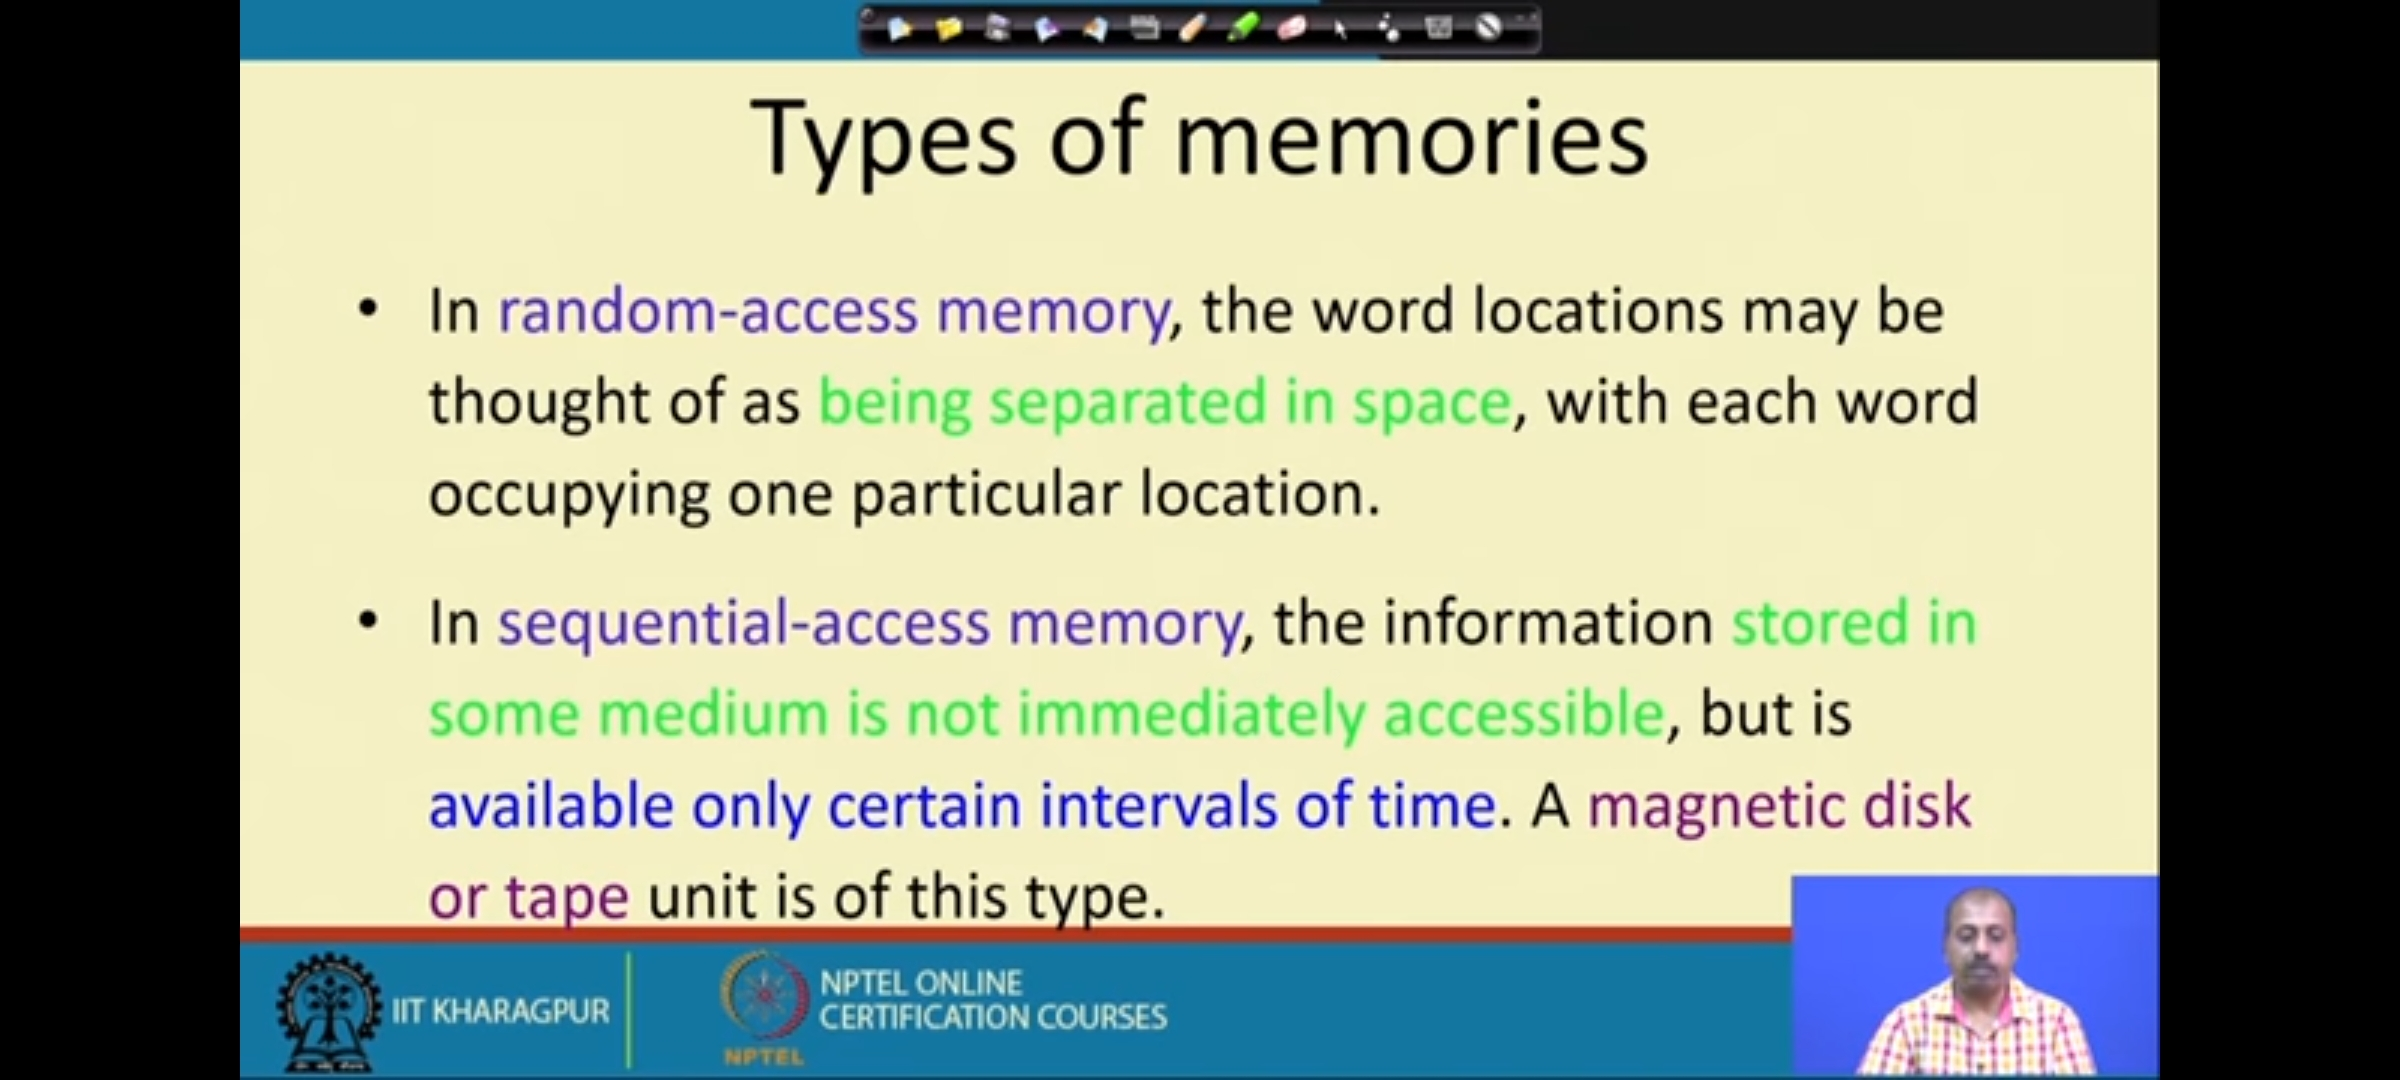 Types of memories
• In random-access memory, the word locations may be
thought of as being separated in space, with each word
occupying one particular location.
• In sequential-access memory, the information stored in
some medium is not immediately accessible, but is
available only certain intervals of time. A magnetic disk
or tape unit is of this type.
IIT KHARAGPUR
NPTEL ONLINE
CERTIFICATION COURSES
NPTEL